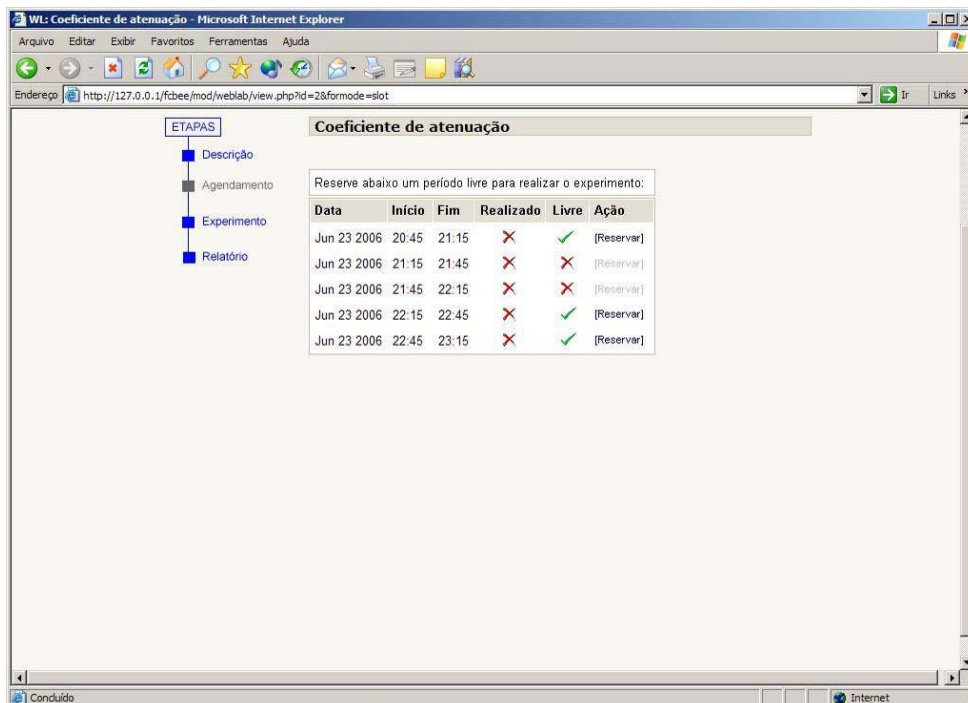 WL: Coeficiente de atenuação - Microsoft Internet Explorer
Arquivo Editar Exibir Favoritos Ferramentas Ajuda
Endereço http://127.0.0.1/fcbee/mod/weblab/view.php?id=2&formode=slot Ir Links
ETAPAS
Descrição
Agendamento
Experimento
Relatório
Coeficiente de atenuação
Reserve abaixo um período livre para realizar o experimento:
Data Início Fim Realizado Livre Ação
Jun 23 2006 20:45 21:15 [Reservar]
Jun 23 2006 21:15 21:45 [Reservar]
Jun 23 2006 21:45 22:15 [Reservar]
Jun 23 2006 22:15 22:45 [Reservar]
Jun 23 2006 22:45 23:15 [Reservar]
Concluído Internet